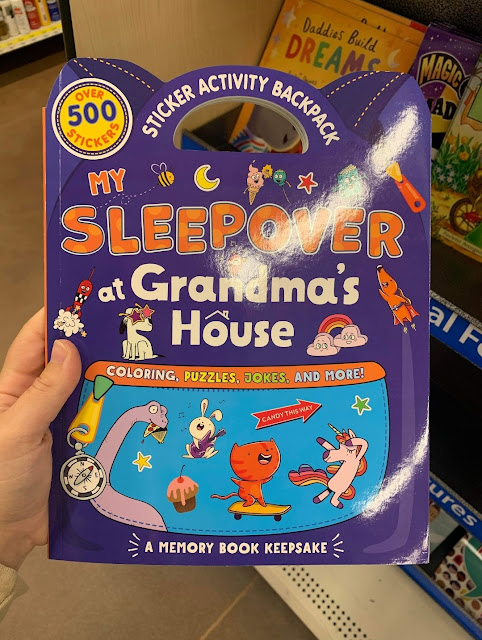 Daddies Build
DREAMS
MAGIC
OVER
500
STICKERS
STICKER ACTIVITY BACKPACK
MY
SLEEPOVER
at Grandma's
House
COLORING, PUZZLES, JOKES, AND MORE!
CANDY THIS WAY
A MEMORY BOOK KEEPSAKE